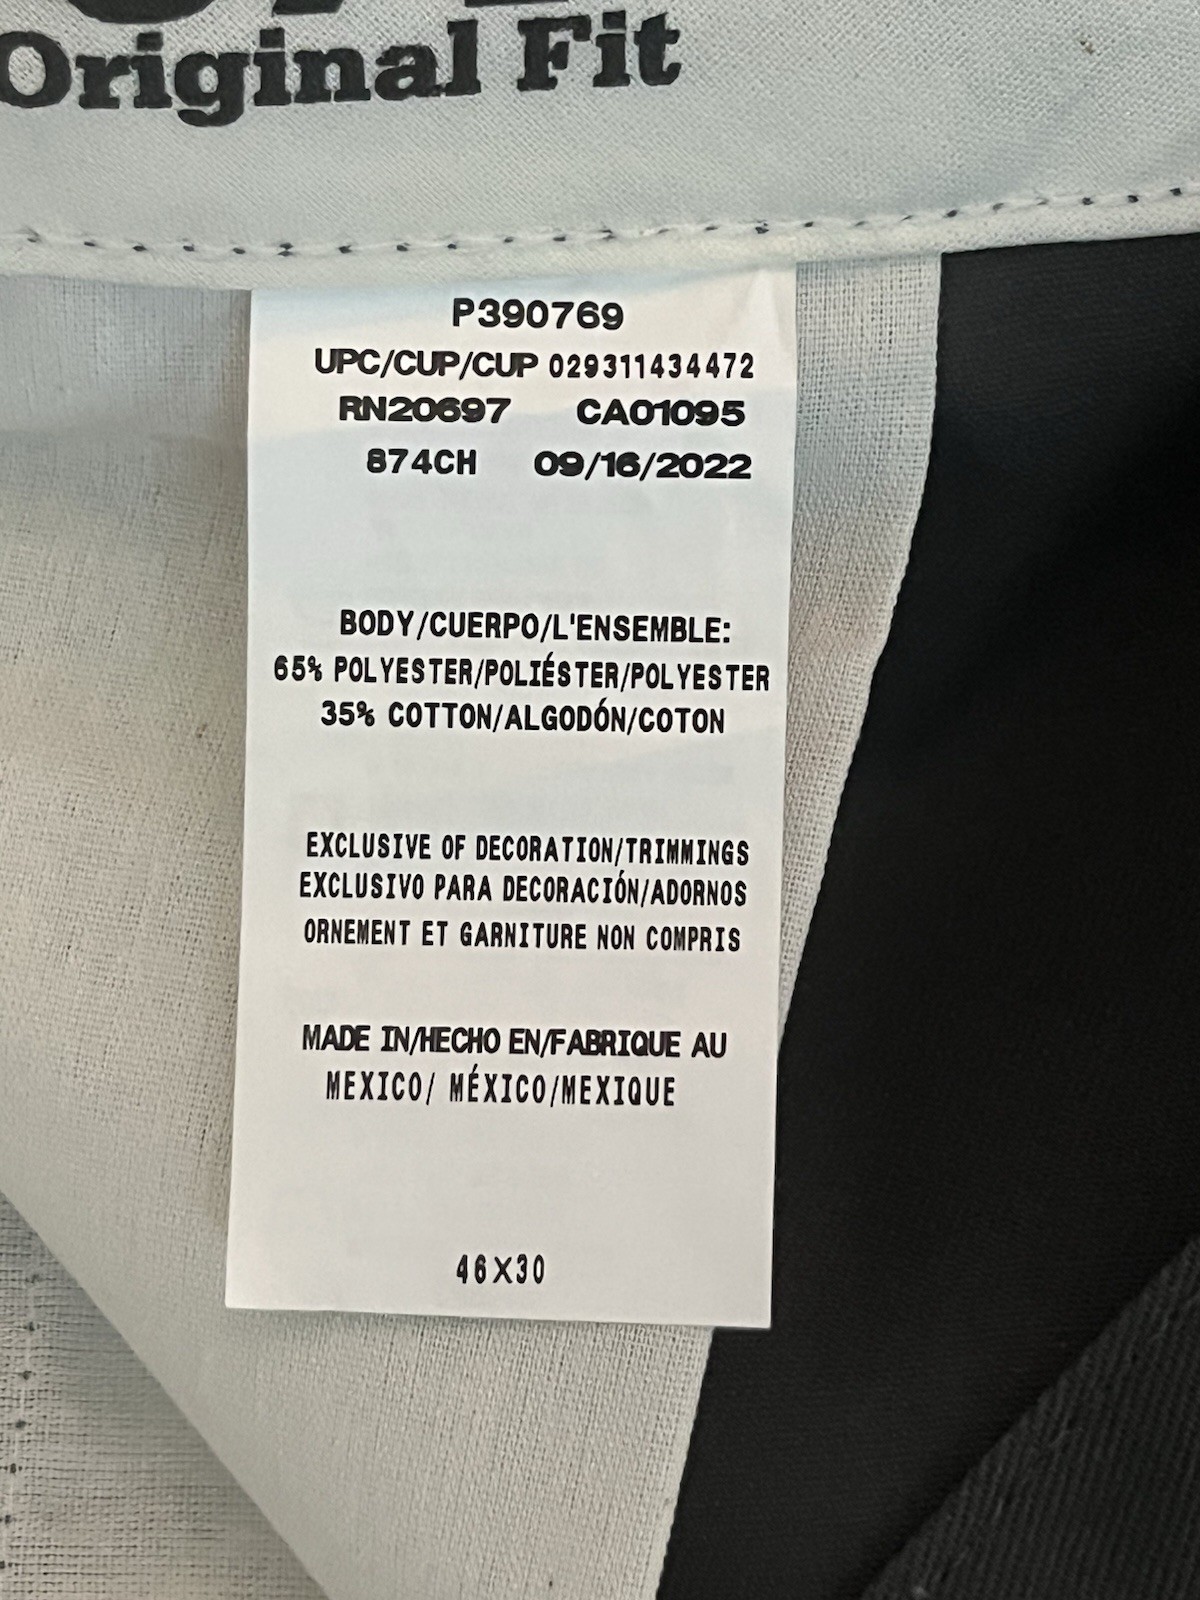 Original Fit
P390769
UPC/CUP/CUP 029311434472
RN20697 CA01095
874CH 09/16/2022
BODY/CUERPO/L'ENSEMBLE:
65% POLYESTER/POLIÉSTER/POLYESTER
35% COTTON/ALGODÓN/COTON
EXCLUSIVE OF DECORATION/TRIMMINGS
EXCLUSIVO PARA DECORACIÓN/ADORNOS
ORNEMENT ET GARNITURE NON COMPRIS
MADE IN/HECHO EN/FABRIQUE AU
MEXICO/ MÉXICO/MEXIQUE
46X30